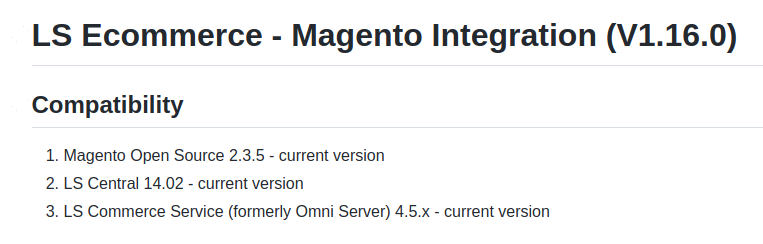 LS Ecommerce - Magento Integration (V1.16.0)
Compatibility
1. Magento Open Source 2.3.5 - current version
2. LS Central 14.02 - current version
3. LS Commerce Service (formerly Omni Server) 4.5.x - current version